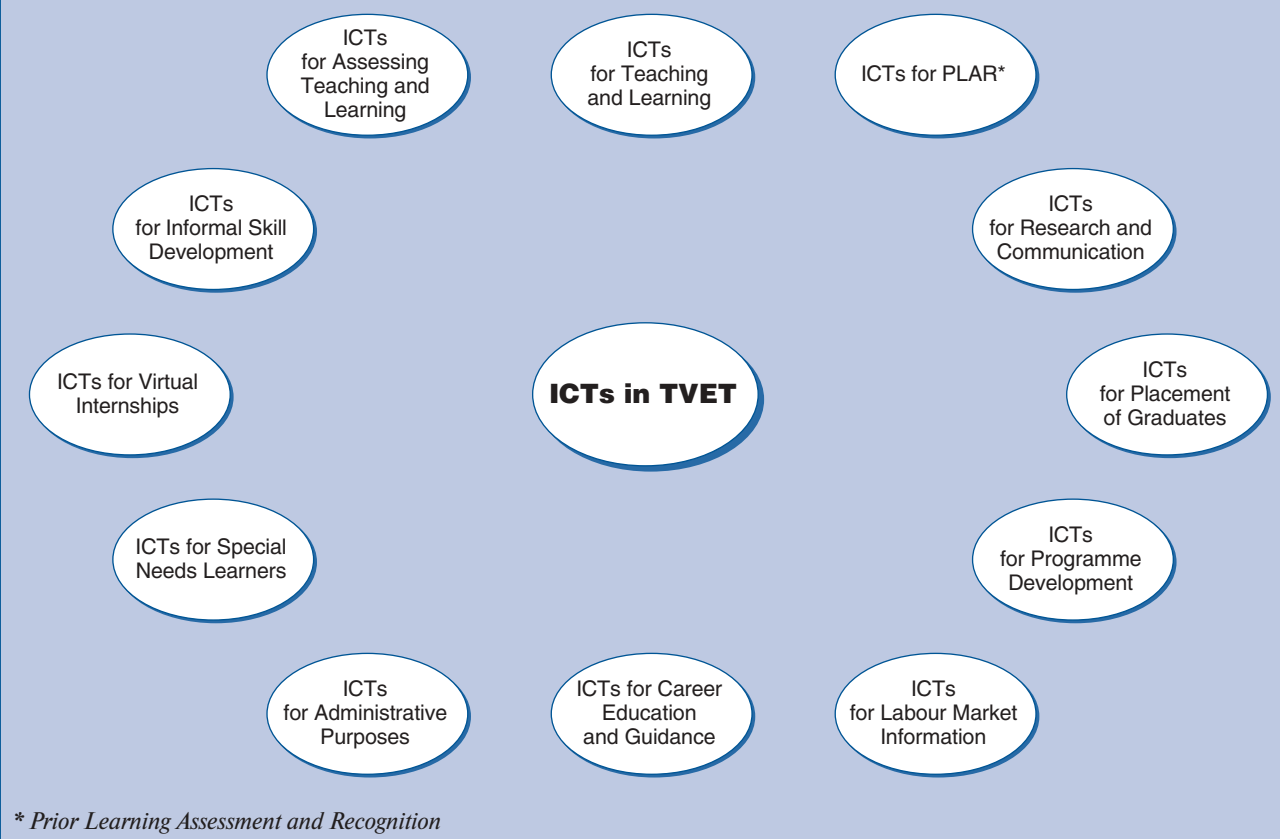 ICTs
for Assessing
Teaching and
Learning
ICTs
for Teaching
and Learning
ICTs for PLAR*
ICTs
for Informal Skill
Development
ICTs
for Research and
Communication
ICTs for Virtual
Internships
ICTs in TVET
ICTs
for Placement
of Graduates
ICTs for Special
Needs Learners
ICTs
for Programme
Development
ICTs
for Administrative
Purposes
ICTs for Career
Education
and Guidance
ICTs
for Labour Market
Information
* Prior Learning Assessment and Recognition